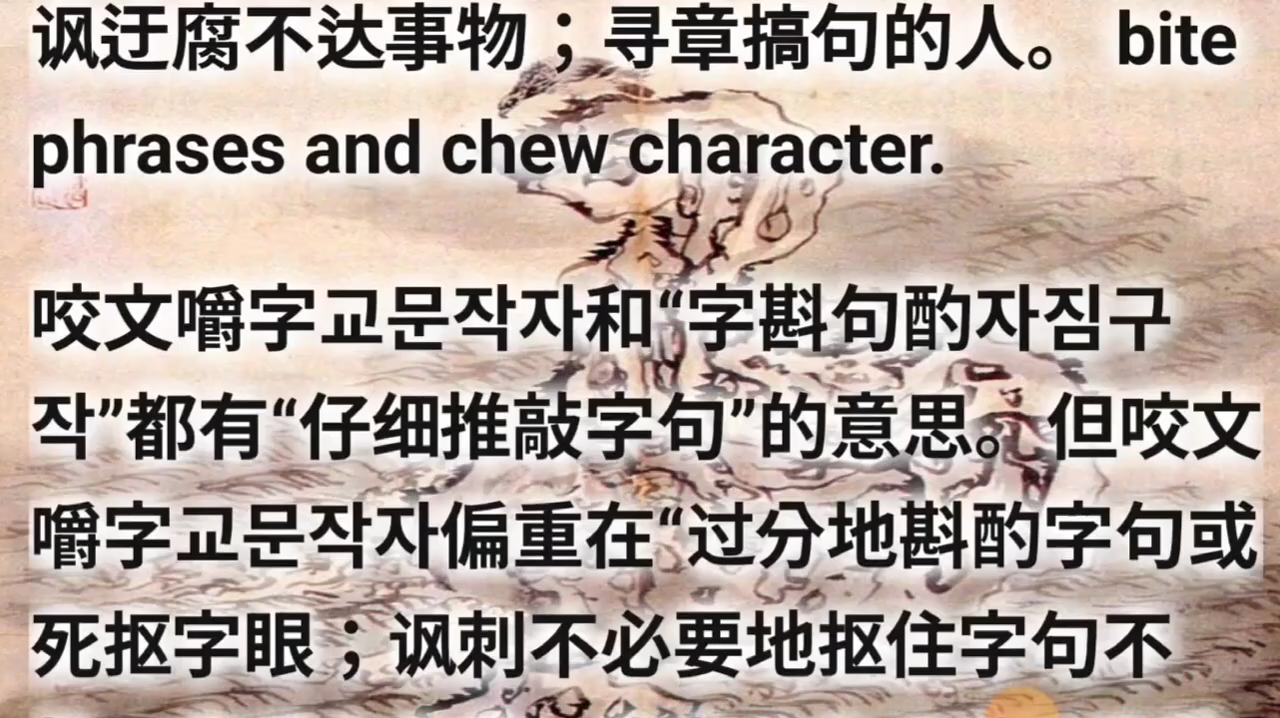 讽迂腐不达事物；寻章搞句的人。 bite
phrases and chew character.
咬文嚼字교문작자和“字斟句酌자짐구
작”都有“仔细推敲字句”的意思。但咬文
嚼字교문작자偏重在“过分地斟酌字句或
死抠字眼；讽刺不必要地抠住字句不